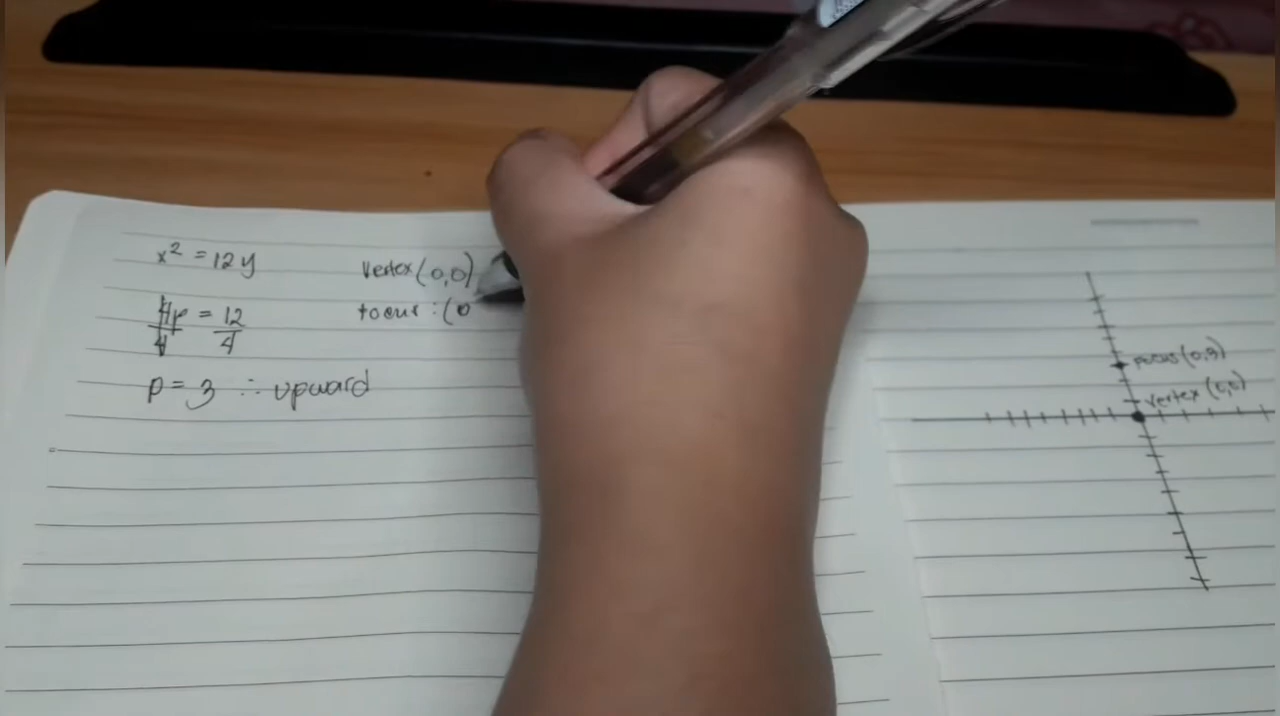 x² = 12y
4p = 12
4 4
p = 3 ∴ upward
Vertex (0,0)
focus : (0
Focus (0,3)
Vertex (0,0)